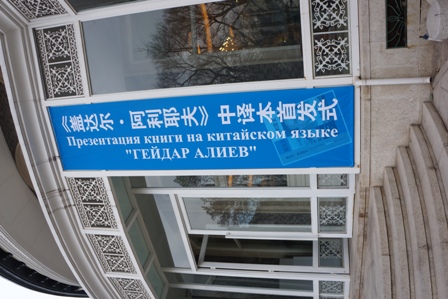 《盖达尔·阿利耶夫》中译本首发式
Презентация книги на китайском языке
"ГЕЙДАР АЛИЕВ"